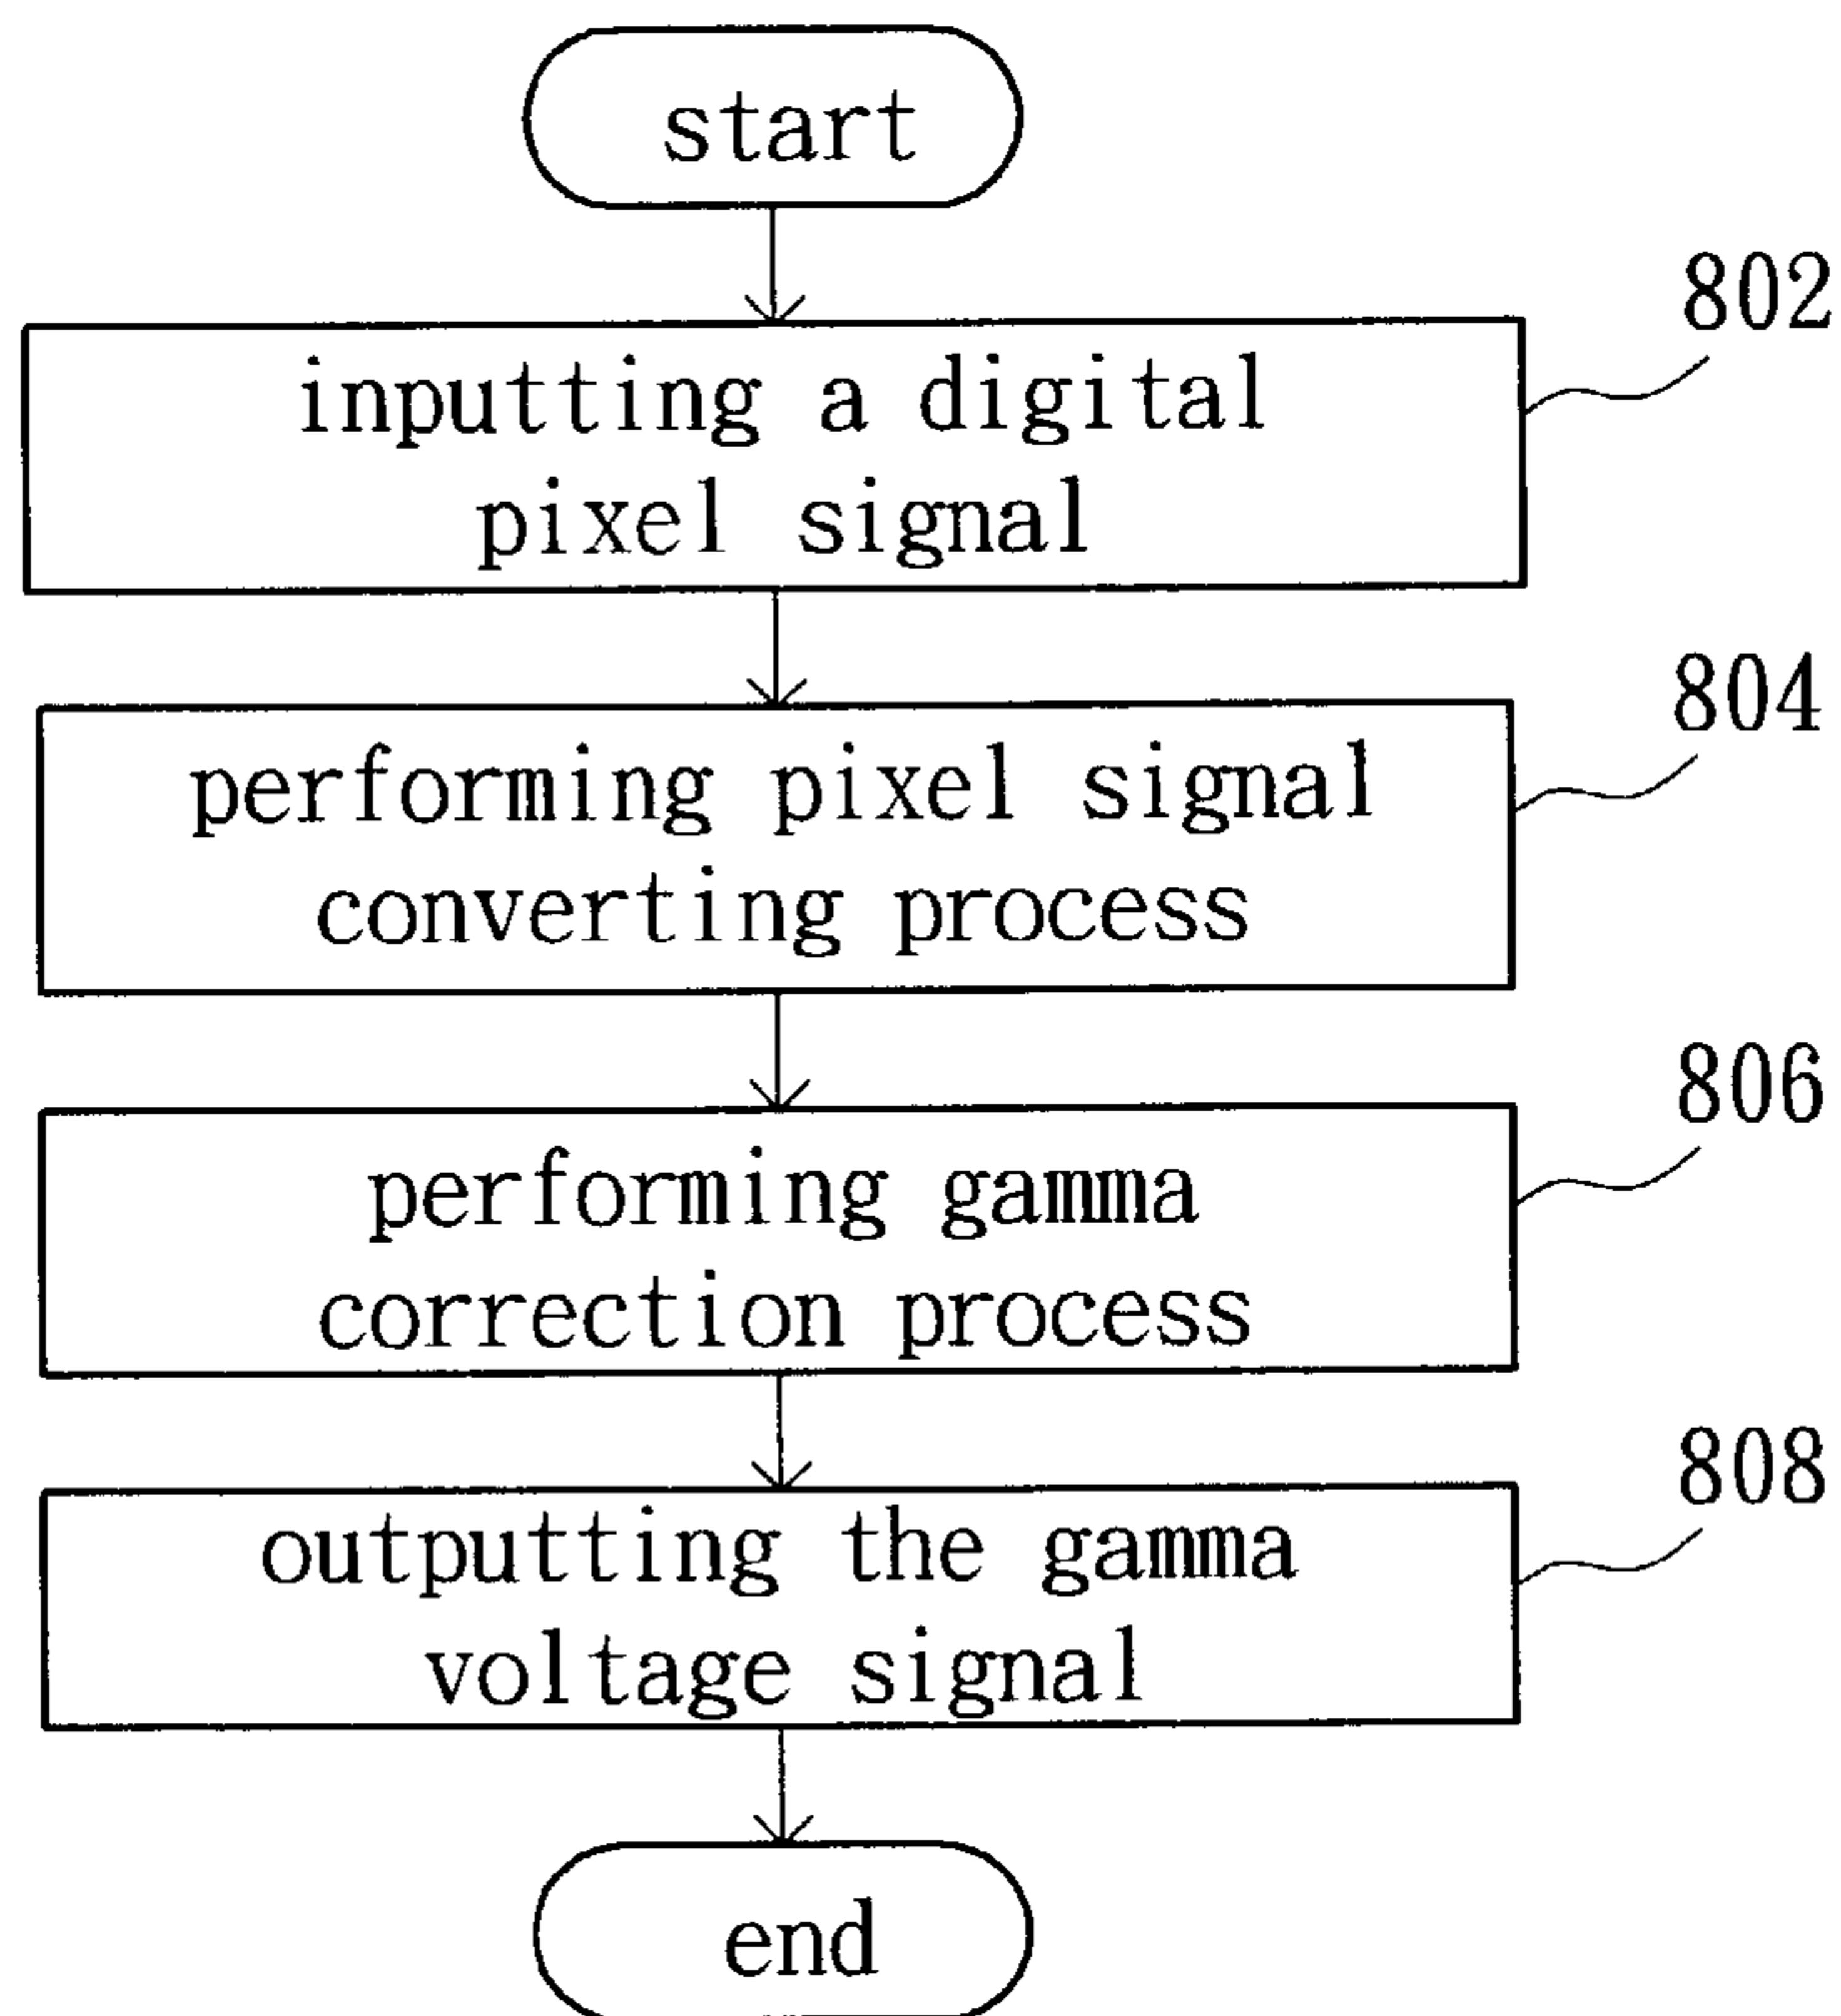 start
802
inputting a digital
pixel signal
804
performing pixel signal
converting process
806
performing gamma
correction process
808
outputting the gamma
voltage signal
end